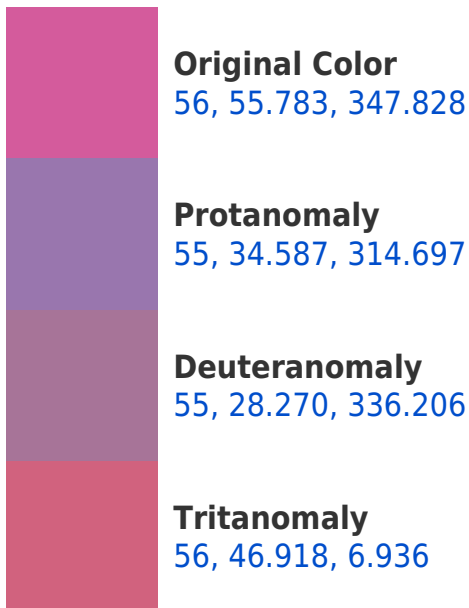 Original Color
56, 55.783, 347.828
Protanomaly
55, 34.587, 314.697
Deuteranomaly
55, 28.270, 336.206
Tritanomaly
56, 46.918, 6.936